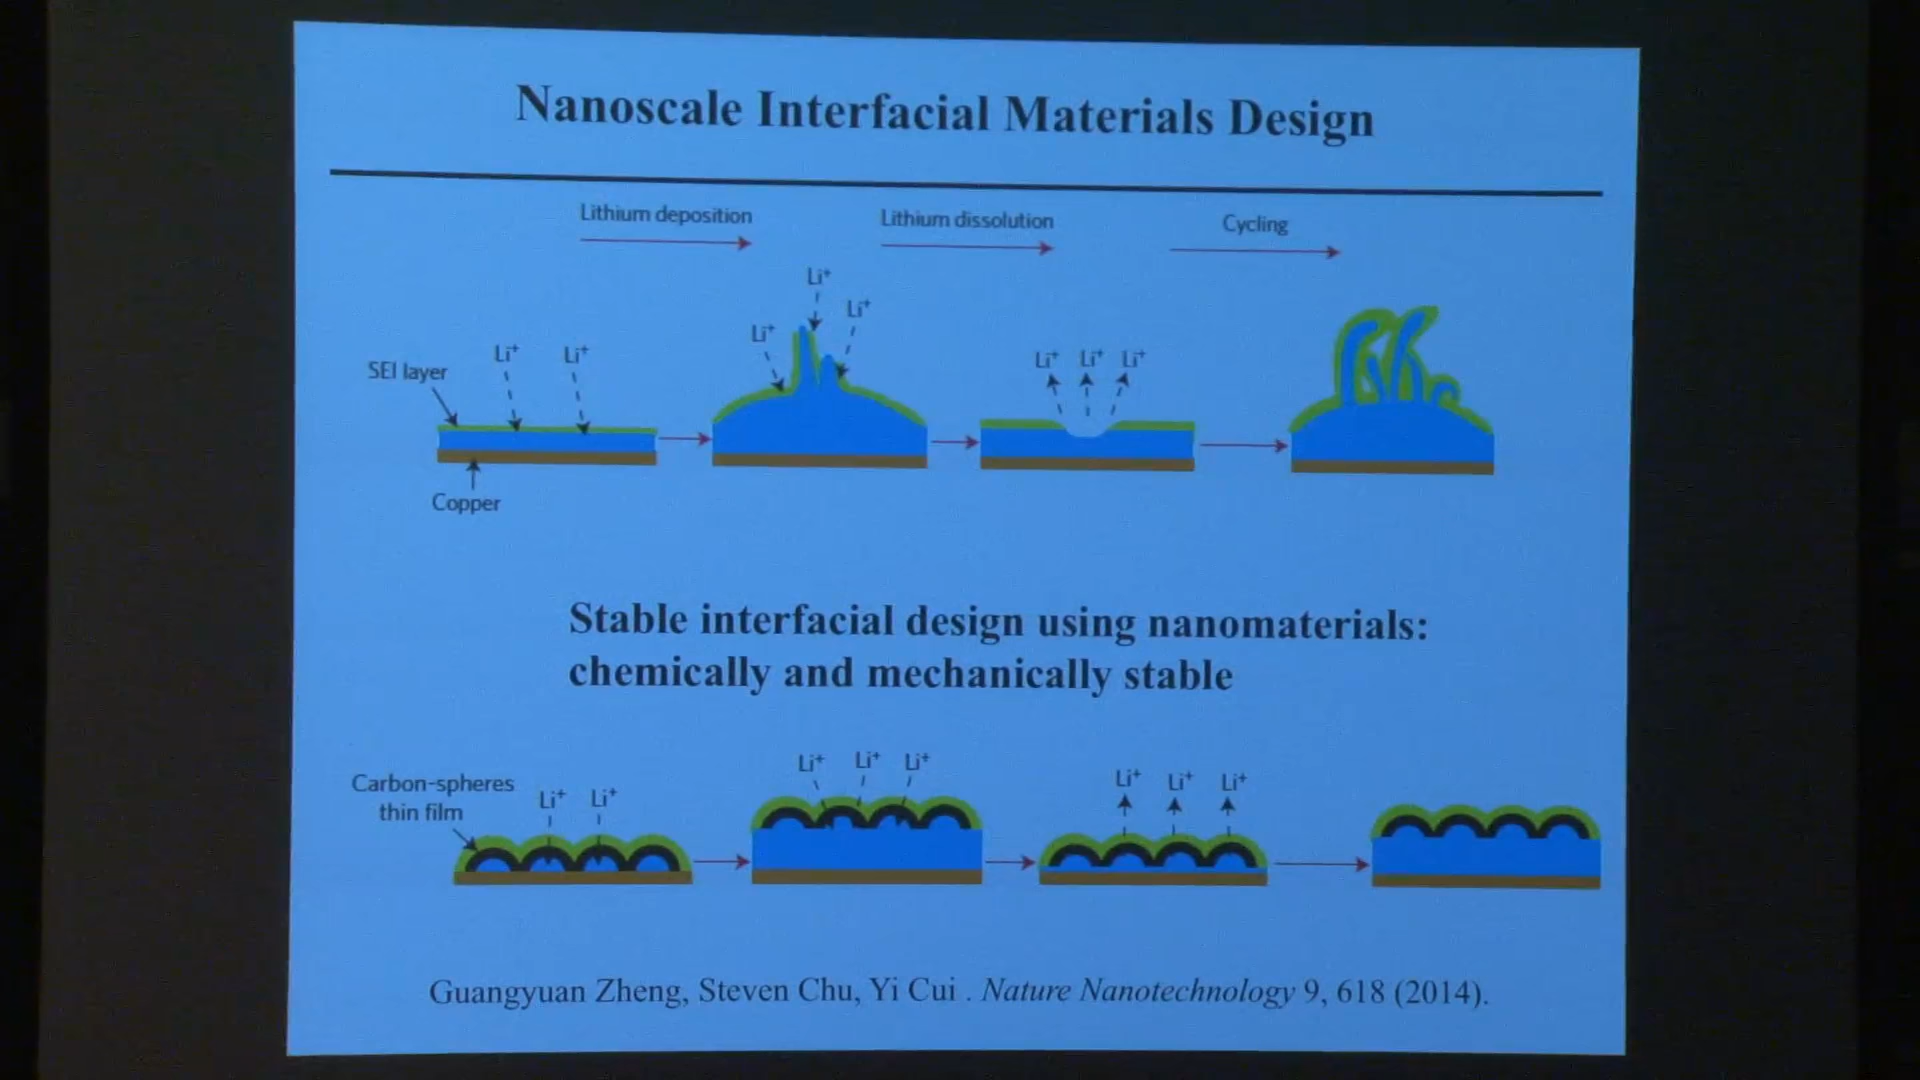 Nanoscale Interfacial Materials Design
Lithium deposition
Lithium dissolution
Cycling
Li⁺
Li⁺
Li⁺
SEI layer
Li⁺
Li⁺
Li⁺
Li⁺
Li⁺
Copper
Stable interfacial design using nanomaterials:
chemically and mechanically stable
Carbon-spheres
thin film
Li⁺
Li⁺
Li⁺
Li⁺
Li⁺
Li⁺
Li⁺
Li⁺
Guangyuan Zheng, Steven Chu, Yi Cui . Nature Nanotechnology 9, 618 (2014).